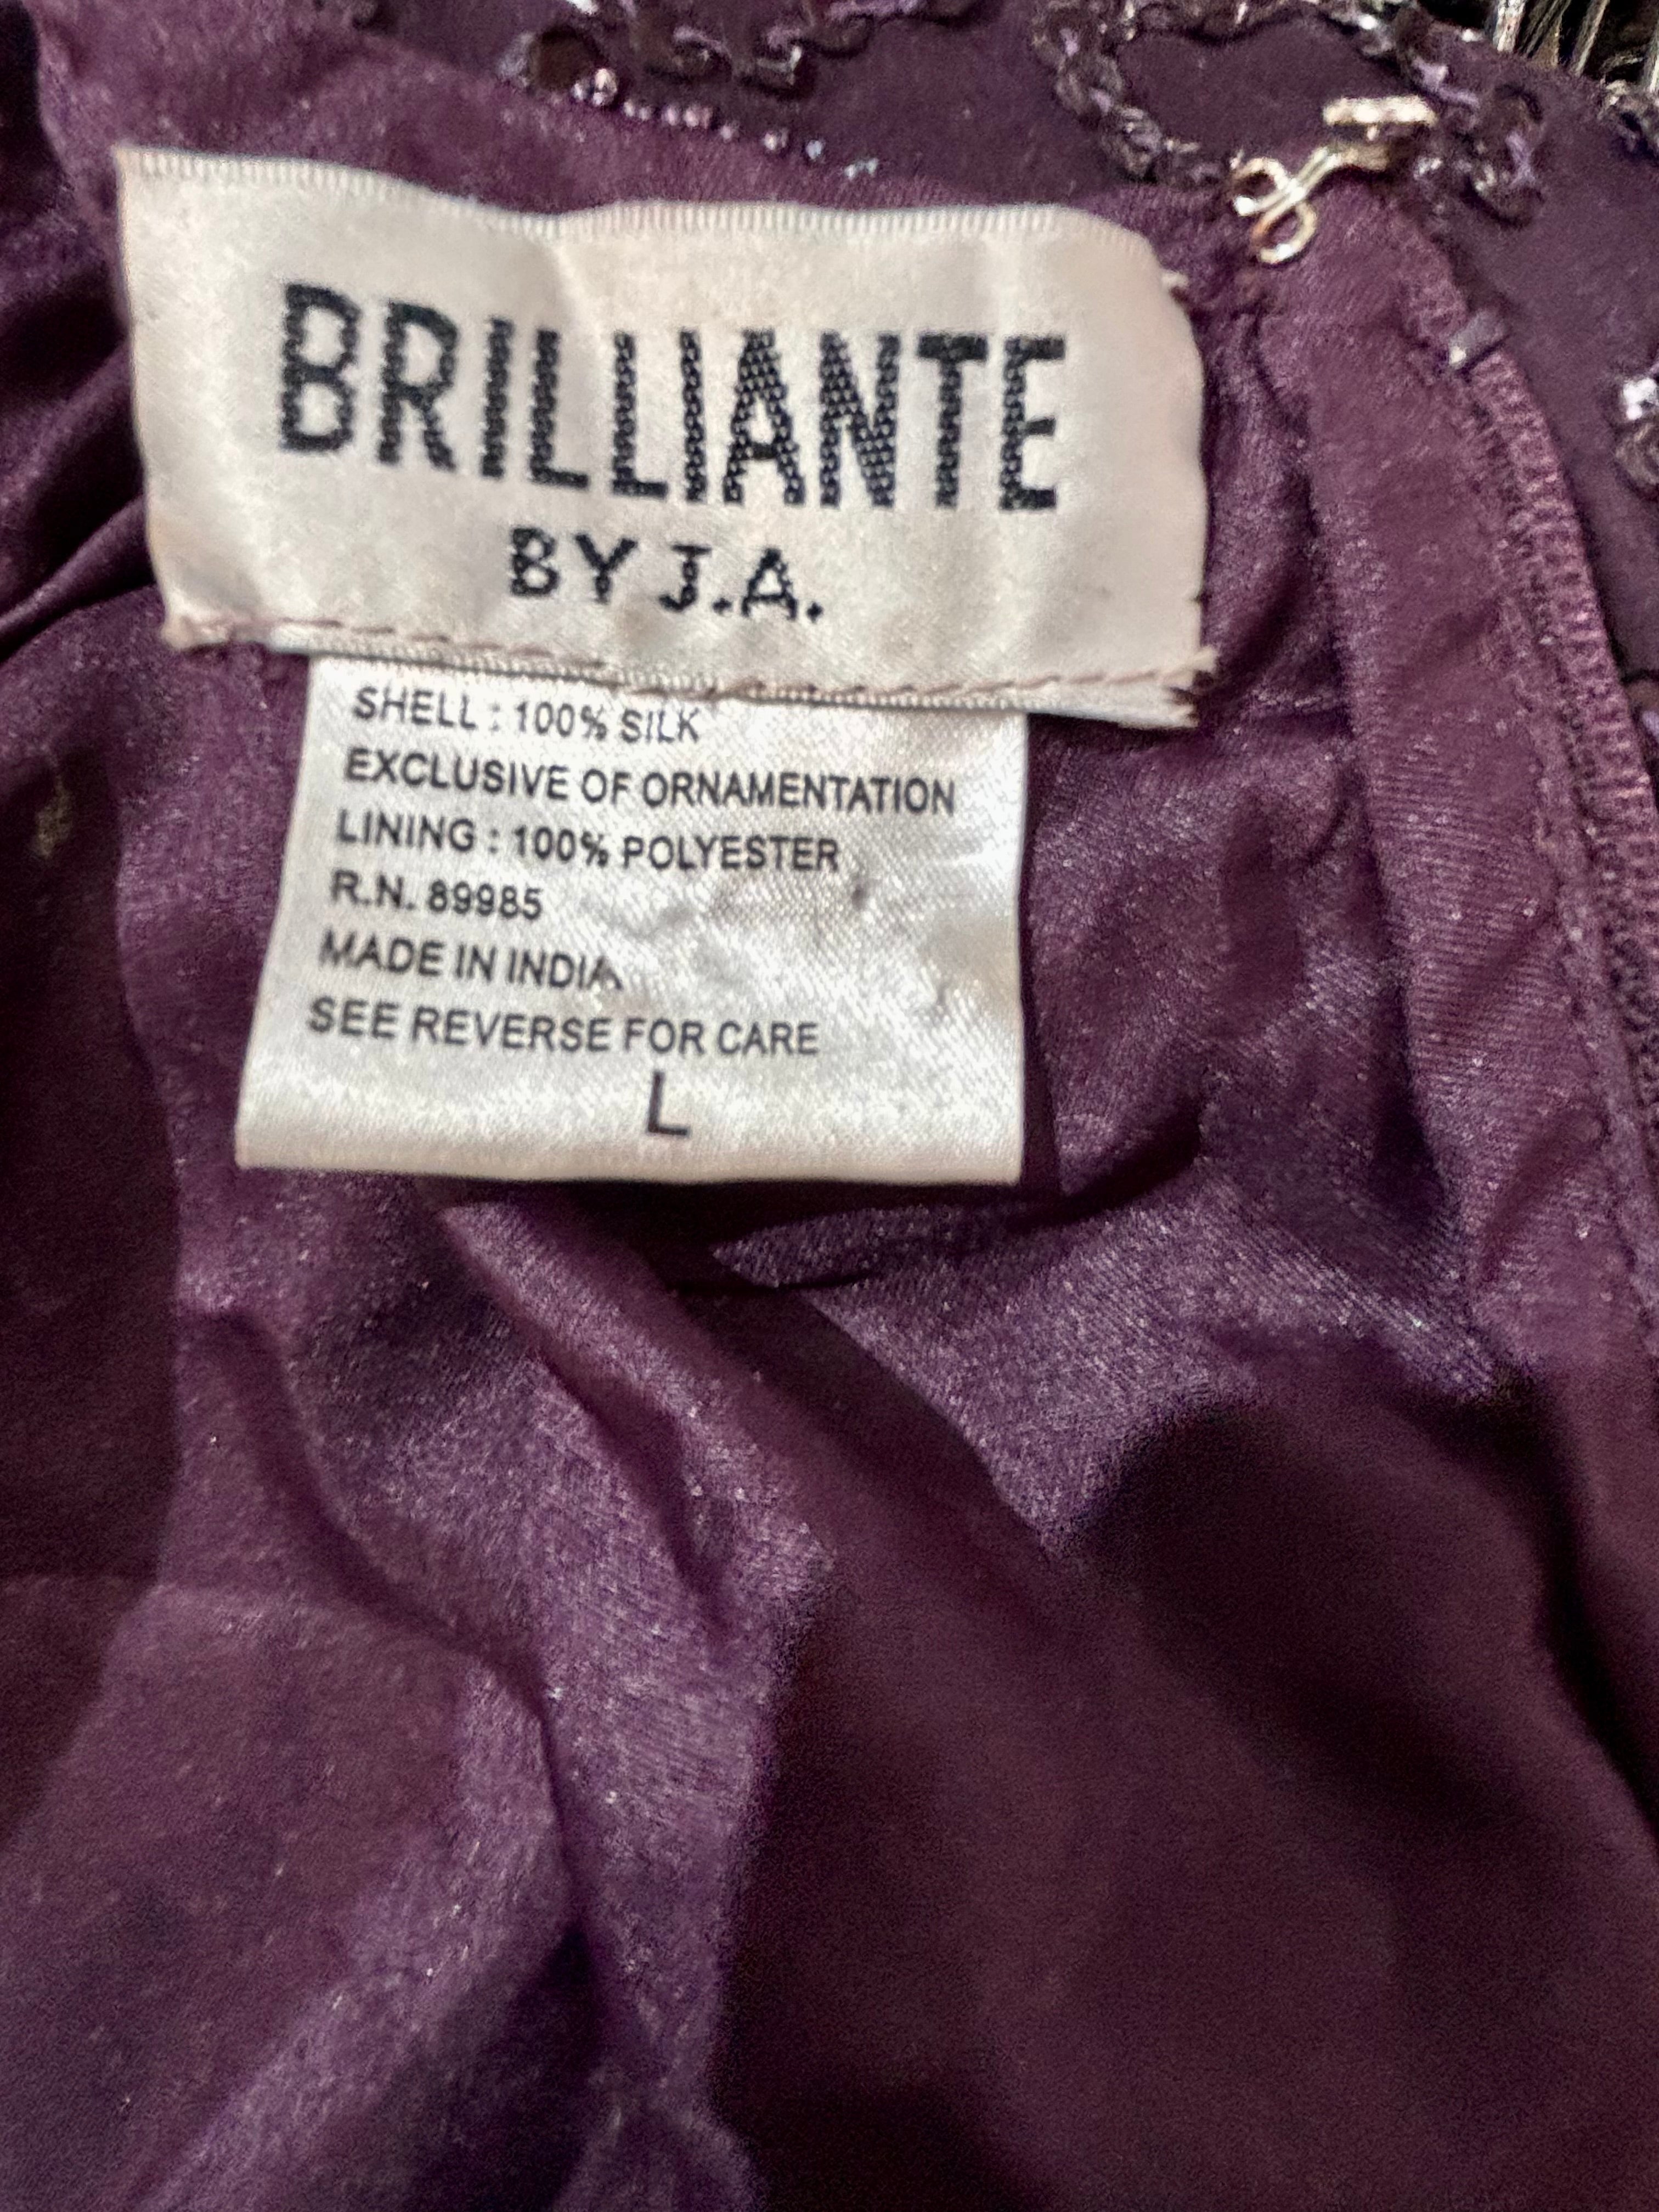 BRILLIANTE
BY J.A.
SHELL : 100% SILK
EXCLUSIVE OF ORNAMENTATION
LINING : 100% POLYESTER
R.N. 89985
MADE IN INDIA
SEE REVERSE FOR CARE
L